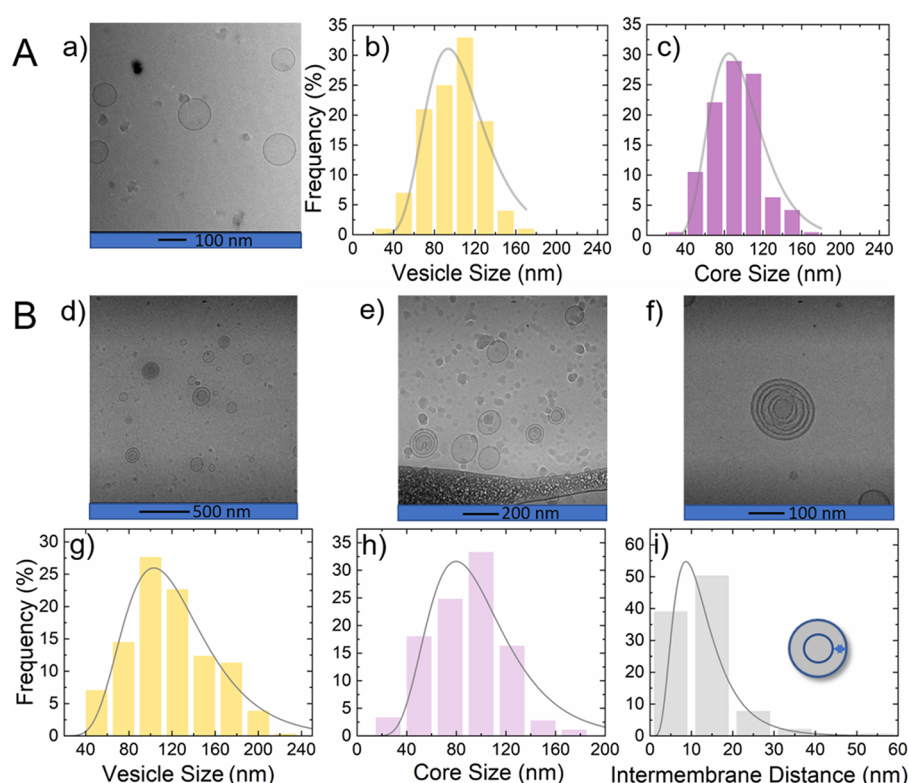 A
a)
100 nm
b)
Frequency (%)
35
30
25
20
15
10
5
0
0 40 80 120 160 200 240
Vesicle Size (nm)
c)
35
30
25
20
15
10
5
0
0 40 80 120 160 200 240
Core Size (nm)
B
d)
500 nm
e)
200 nm
f)
100 nm
g)
Frequency (%)
30
25
20
15
10
5
0
40 80 120 160 200 240
Vesicle Size (nm)
h)
35
30
25
20
15
10
5
0
0 40 80 120 160 200
Core Size (nm)
i)
60
50
40
30
20
10
0
0 10 20 30 40 50 60
Intermembrane Distance (nm)